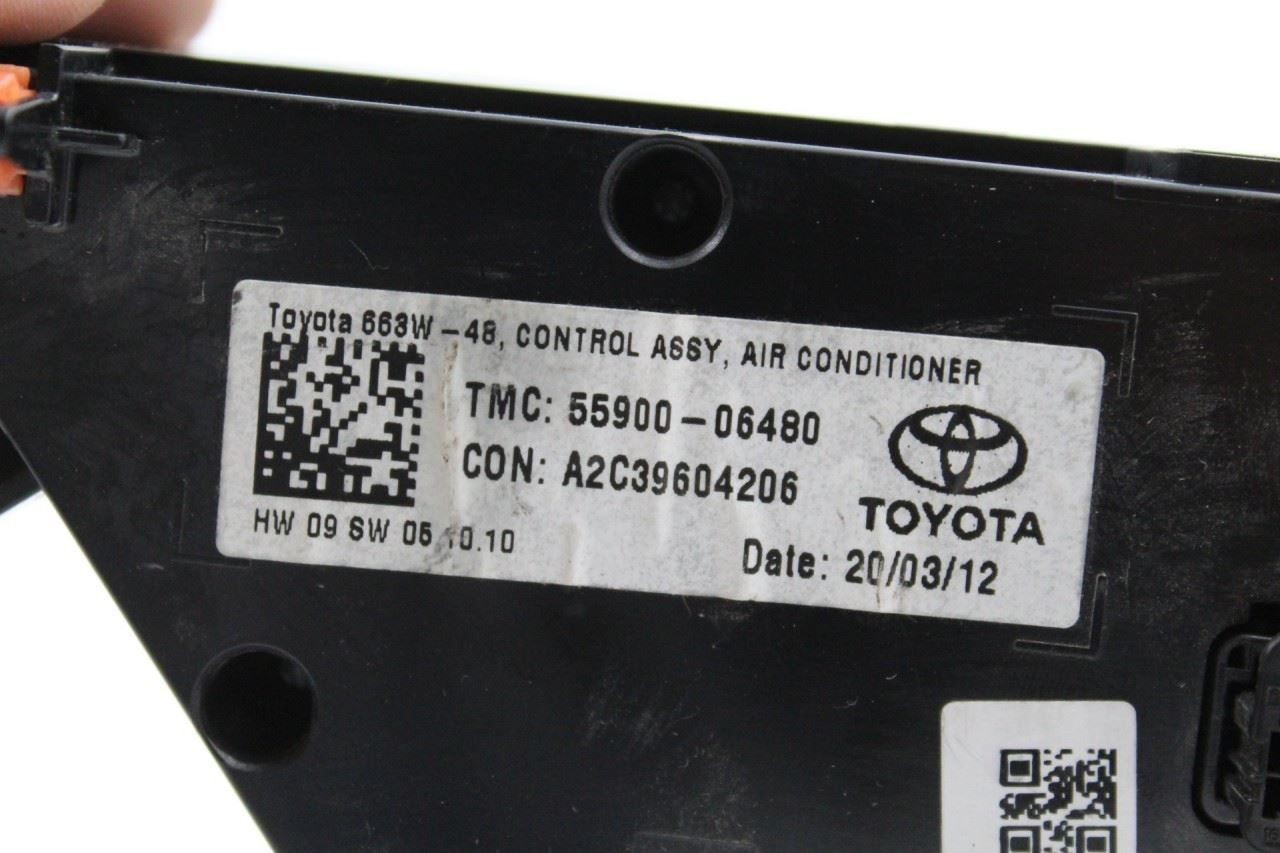 Toyota 663W-48, CONTROL ASSY, AIR CONDITIONER
TMC: 55900-06480
CON: A2C39604206
TOYOTA
HW 09 SW 05.10.10
Date: 20/03/12